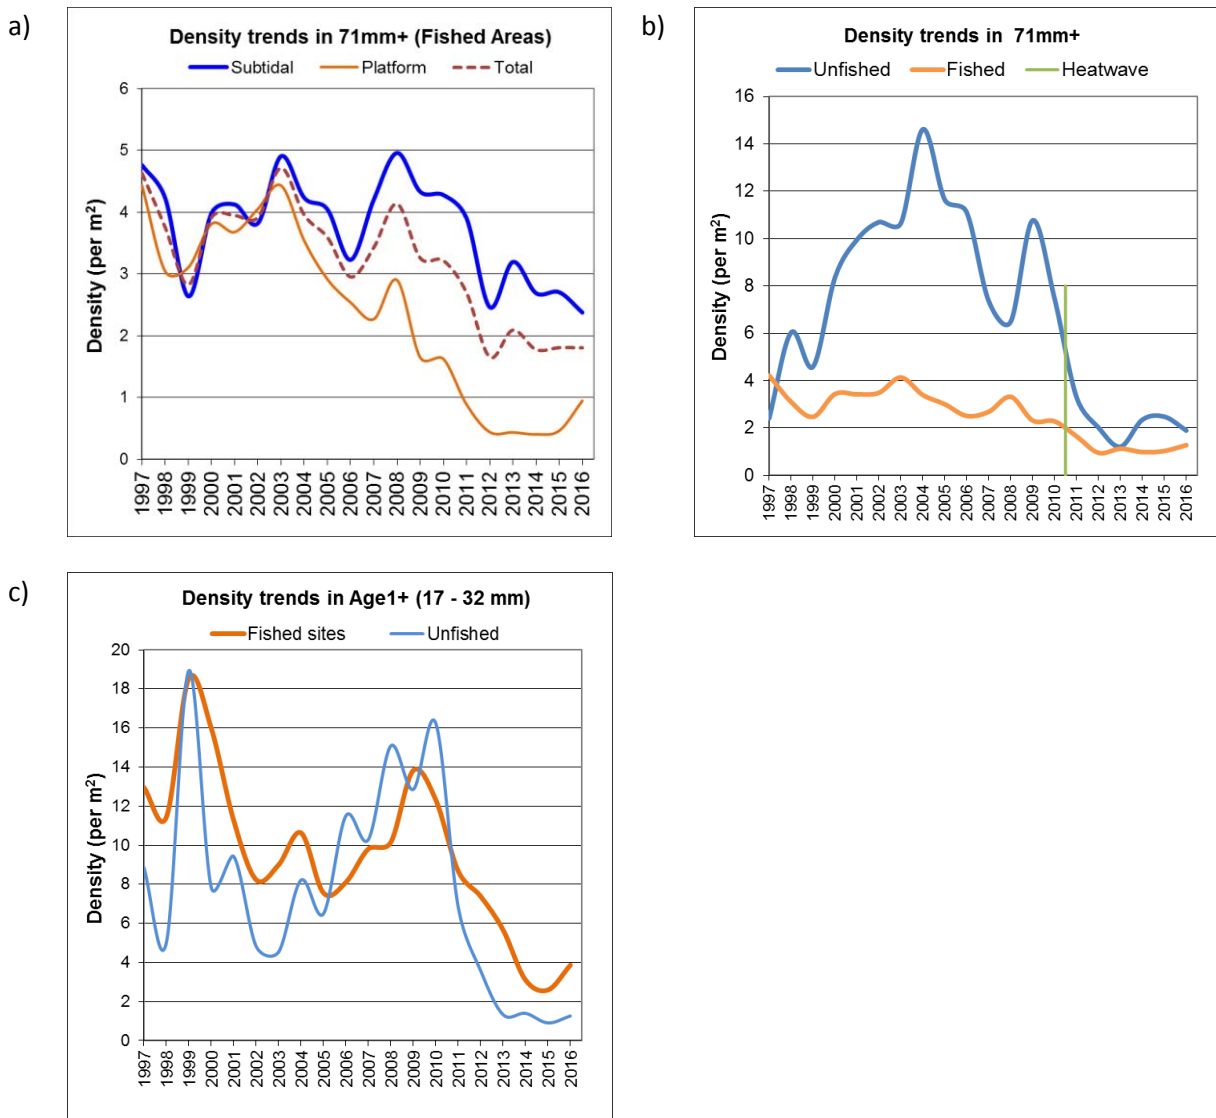 a)
Density trends in 71mm+ (Fished Areas)
Subtidal Platform Total
Density (per m2)
6
5
4
3
2
1
0
1997 1998 1999 2000 2001 2002 2003 2004 2005 2006 2007 2008 2009 2010 2011 2012 2013 2014 2015 2016
b)
Density trends in 71mm+
Unfished Fished Heatwave
Density (per m2)
16
14
12
10
8
6
4
2
0
1997 1998 1999 2000 2001 2002 2003 2004 2005 2006 2007 2008 2009 2010 2011 2012 2013 2014 2015 2016
c)
Density trends in Age1+ (17 - 32 mm)
Fished sites Unfished
Density (per m2)
20
18
16
14
12
10
8
6
4
2
0
1997 1998 1999 2000 2001 2002 2003 2004 2005 2006 2007 2008 2009 2010 2011 2012 2013 2014 2015 2016